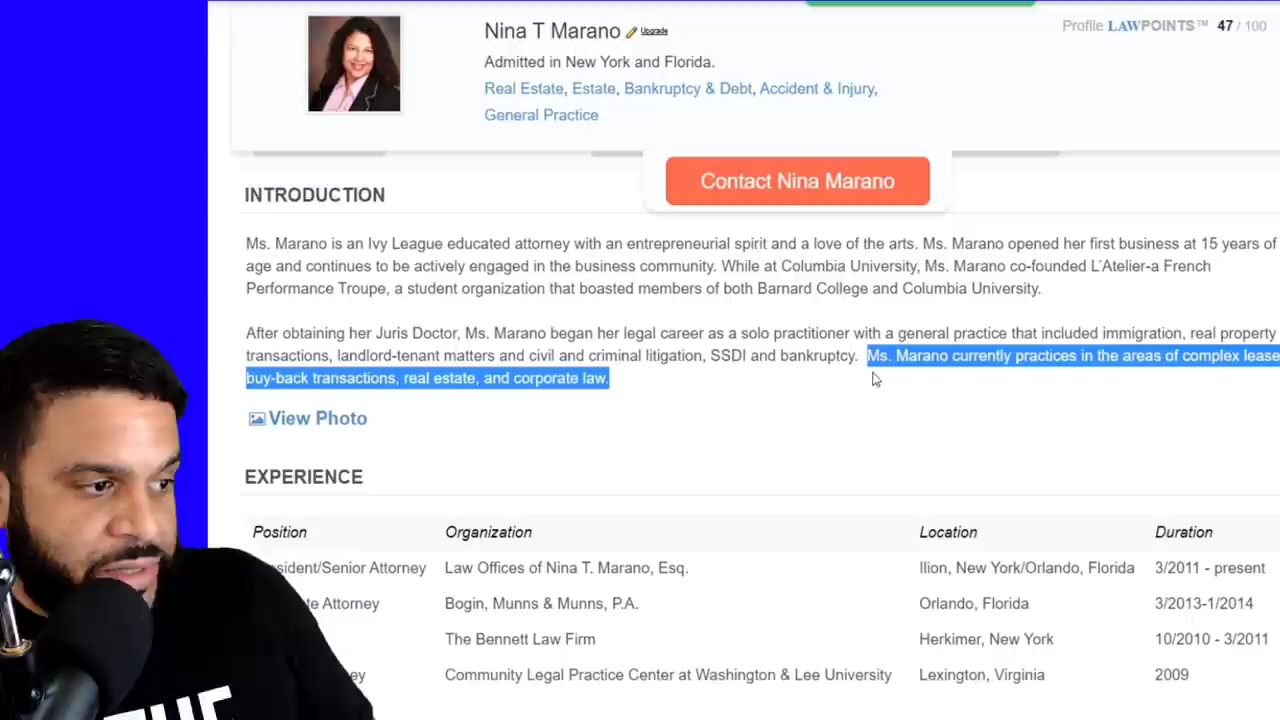 Nina T Marano Upgrade
Profile LAWPOINTS™ 47 / 100
Admitted in New York and Florida.
Real Estate, Estate, Bankruptcy & Debt, Accident & Injury,
General Practice
Contact Nina Marano
INTRODUCTION
Ms. Marano is an Ivy League educated attorney with an entrepreneurial spirit and a love of the arts. Ms. Marano opened her first business at 15 years of
age and continues to be actively engaged in the business community. While at Columbia University, Ms. Marano co-founded L'Atelier-a French
Performance Troupe, a student organization that boasted members of both Barnard College and Columbia University.
After obtaining her Juris Doctor, Ms. Marano began her legal career as a solo practitioner with a general practice that included immigration, real property
transactions, landlord-tenant matters and civil and criminal litigation, SSDI and bankruptcy. Ms. Marano currently practices in the areas of complex lease
buy-back transactions, real estate, and corporate law.
View Photo
EXPERIENCE
Position Organization Location Duration
sident/Senior Attorney Law Offices of Nina T. Marano, Esq. Ilion, New York/Orlando, Florida 3/2011 - present
te Attorney Bogin, Munns & Munns, P.A. Orlando, Florida 3/2013-1/2014
The Bennett Law Firm Herkimer, New York 10/2010 - 3/2011
ey Community Legal Practice Center at Washington & Lee University Lexington, Virginia 2009
THE